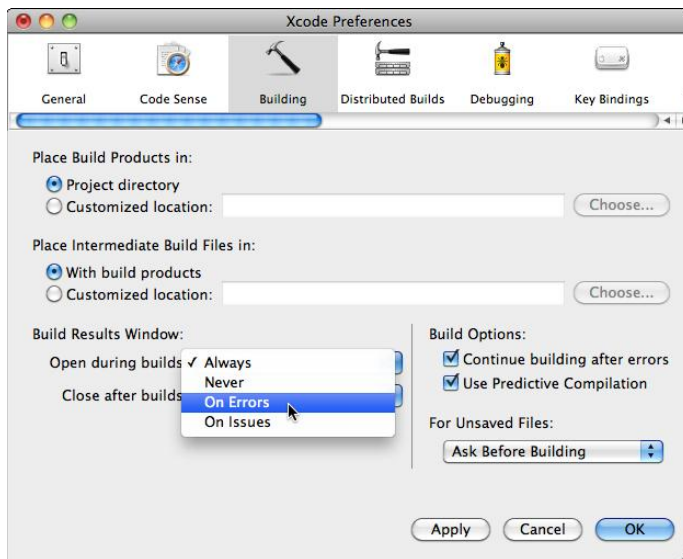 Xcode Preferences
General Code Sense Building Distributed Builds Debugging Key Bindings
Place Build Products in:
Project directory
Customized location: Choose...
Place Intermediate Build Files in:
With build products
Customized location: Choose...
Build Results Window: Build Options:
Open during builds ✓ Always Continue building after errors
Never Use Predictive Compilation
Close after builds On Errors
On Issues For Unsaved Files:
Ask Before Building
Apply Cancel OK